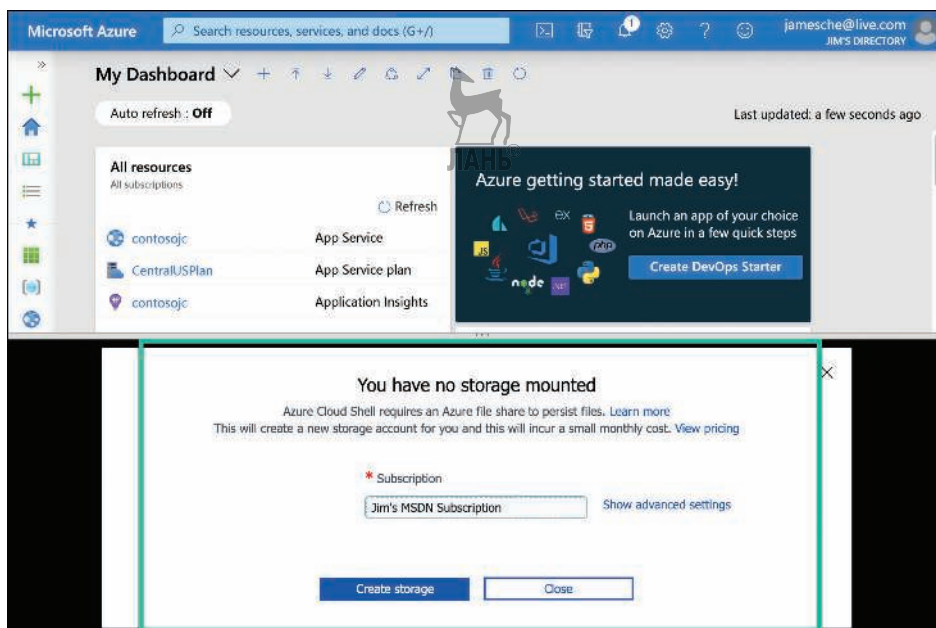 Microsoft Azure
Search resources, services, and docs (G+/)
1
jamesche@live.com
JIM'S DIRECTORY
My Dashboard
Auto refresh : Off
Last updated: a few seconds ago
ЛАНЬ®
All resources
All subscriptions
Refresh
contosojc App Service
CentralUSPlan App Service plan
contosojc Application Insights
Azure getting started made easy!
Launch an app of your choice
on Azure in a few quick steps
Create DevOps Starter
ex
JS
php
node
You have no storage mounted
Azure Cloud Shell requires an Azure file share to persist files. Learn more
This will create a new storage account for you and this will incur a small monthly cost. View pricing
* Subscription
Jim's MSDN Subscription
Show advanced settings
Create storage
Close